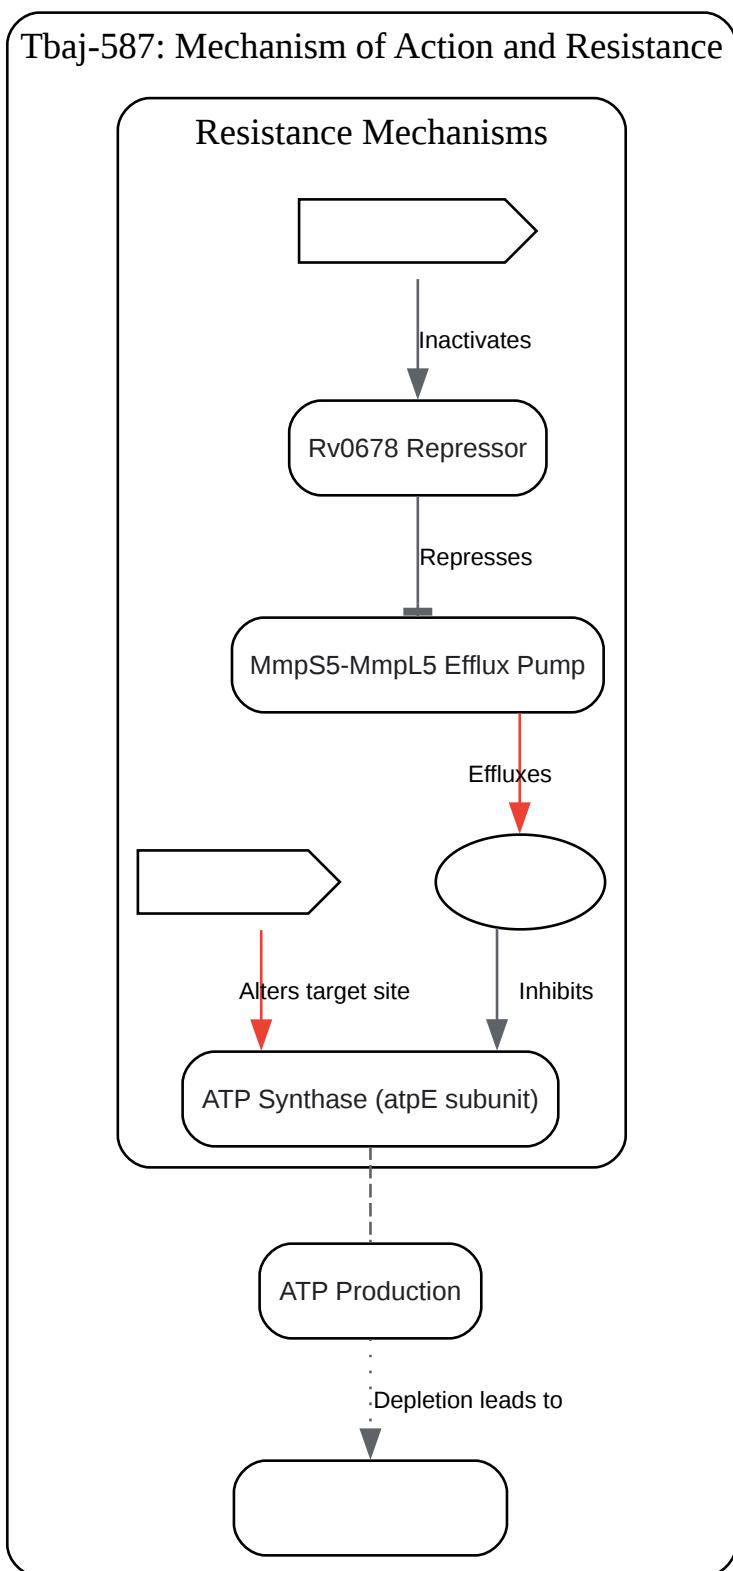 Tbaj-587: Mechanism of Action and Resistance
Resistance Mechanisms
Inactivates
Rv0678 Repressor
Represses
MmpS5-MmpL5 Efflux Pump
Effluxes
Alters target site
Inhibits
ATP Synthase (atpE subunit)
ATP Production
Depletion leads to